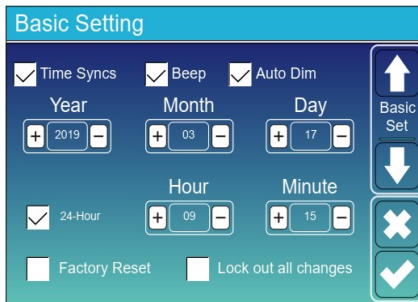 Basic Setting
Time Syncs Beep Auto Dim
Year Month Day
+ 2019 − + 03 − + 17 −
Basic
Set
Hour Minute
24-Hour + 09 − + 15 −
Factory Reset Lock out all changes